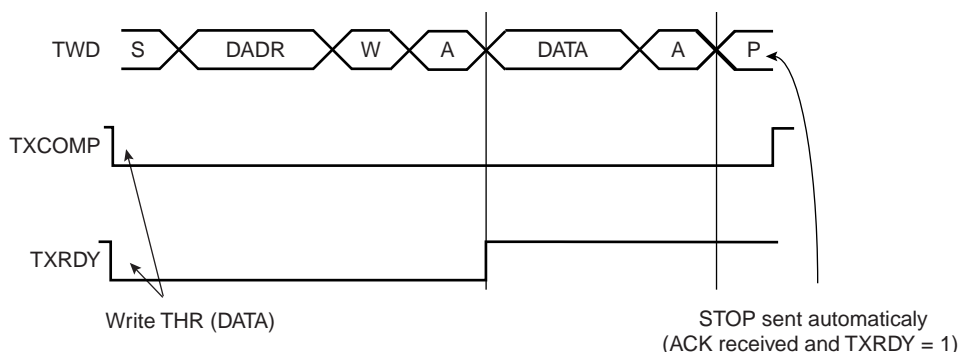 TWD S DADR W A DATA A P
TXCOMP
TXRDY
Write THR (DATA)
STOP sent automaticaly
(ACK received and TXRDY = 1)